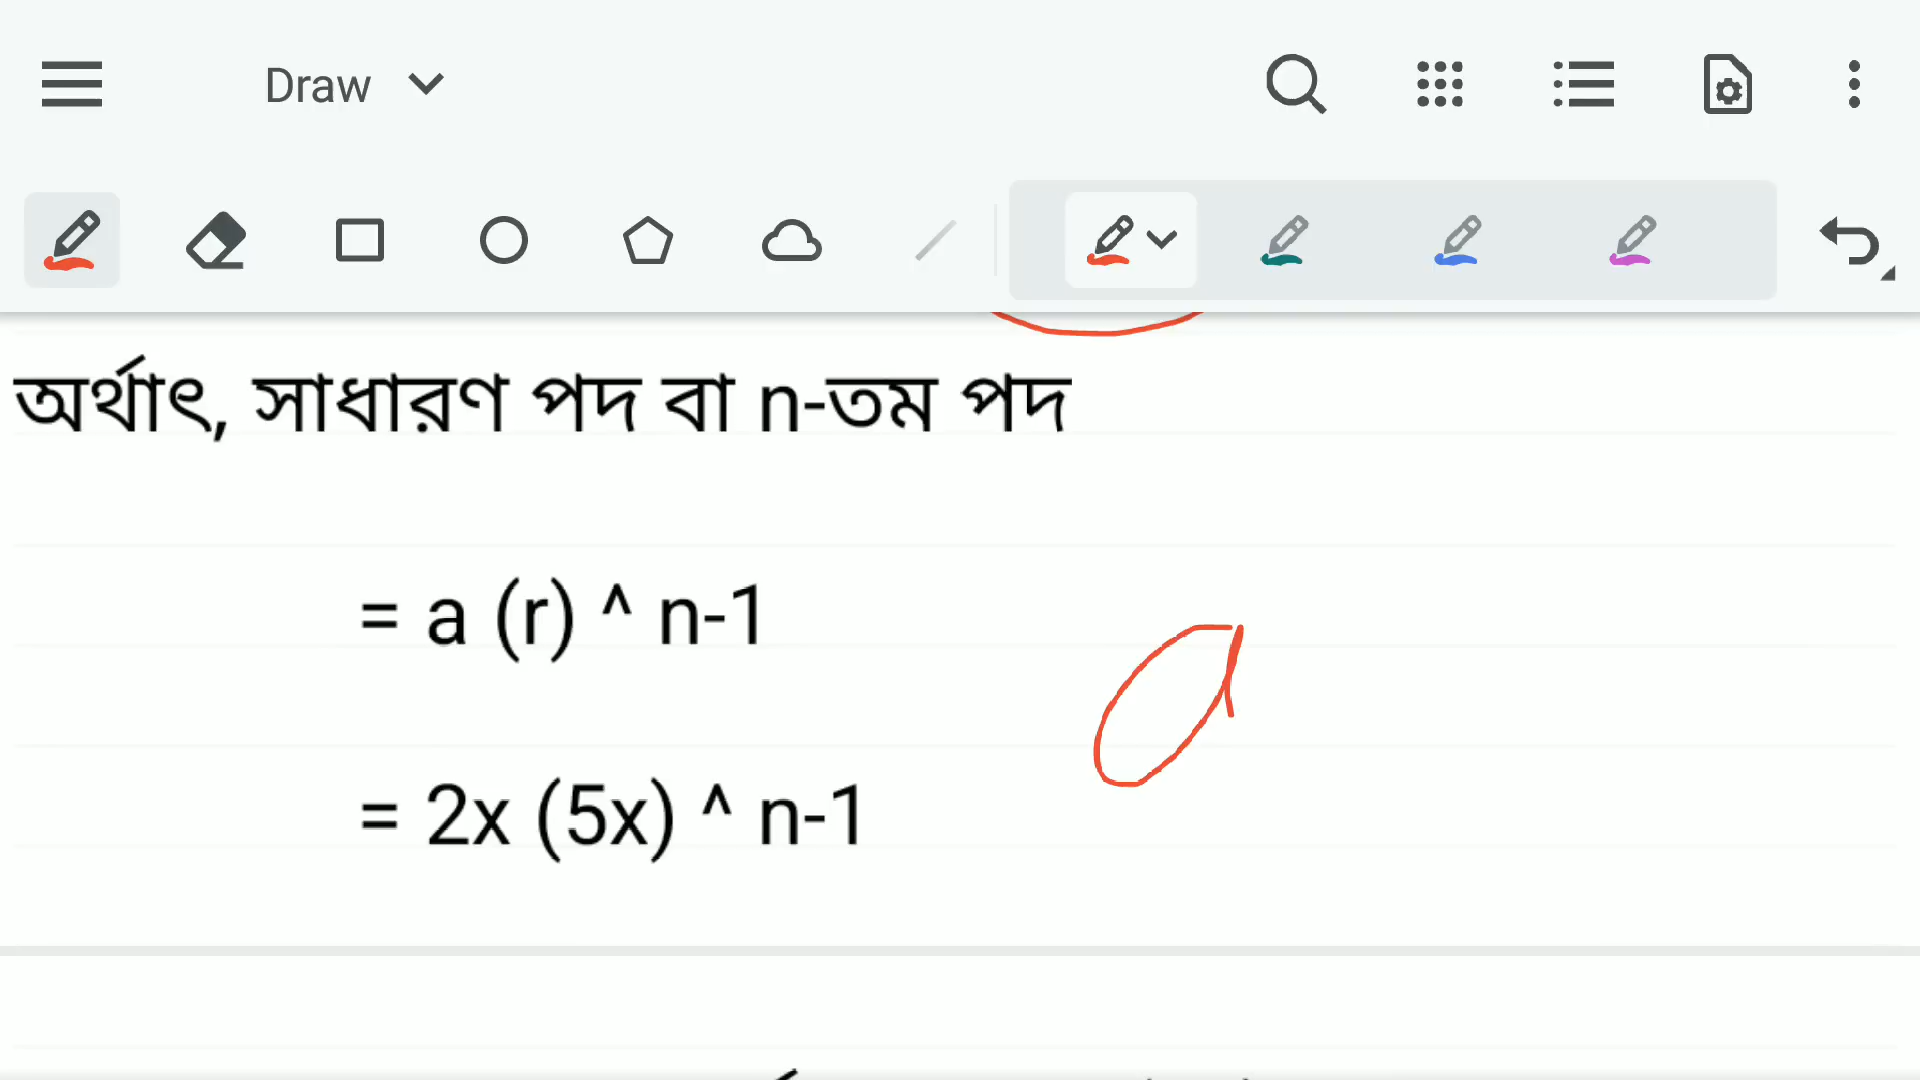 Draw
অর্থাৎ, সাধারণ পদ বা n-তম পদ
= a (r) ^ n-1
a
= 2x (5x) ^ n-1